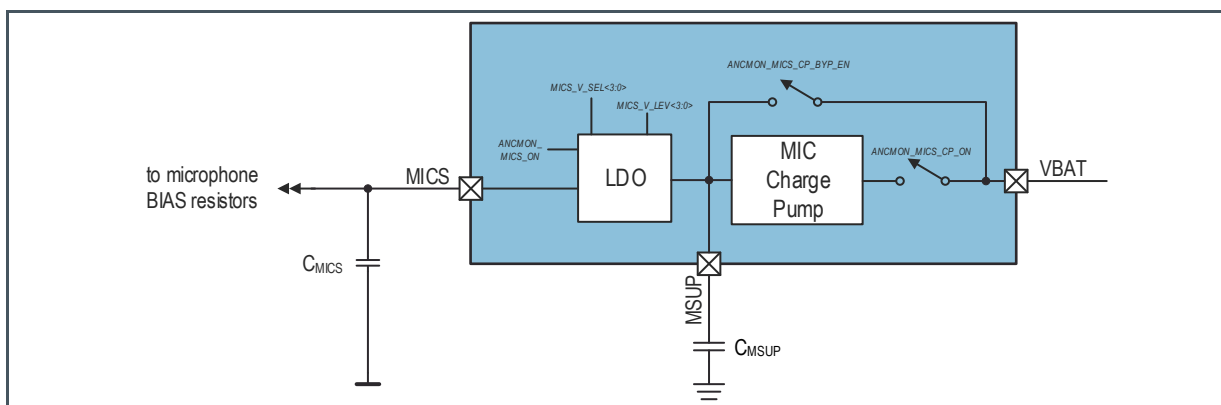 ANCMON_MICS_CP_BYP_EN
MICS_V_SEL<3:0>
MICS_V_LEV<3:0>
ANCMON_
MICS_ON
LDO
MIC
Charge
Pump
ANCMON_MICS_CP_ON
VBAT
to microphone
BIAS resistors
MICS
CMICS
MSUP
CMSUP